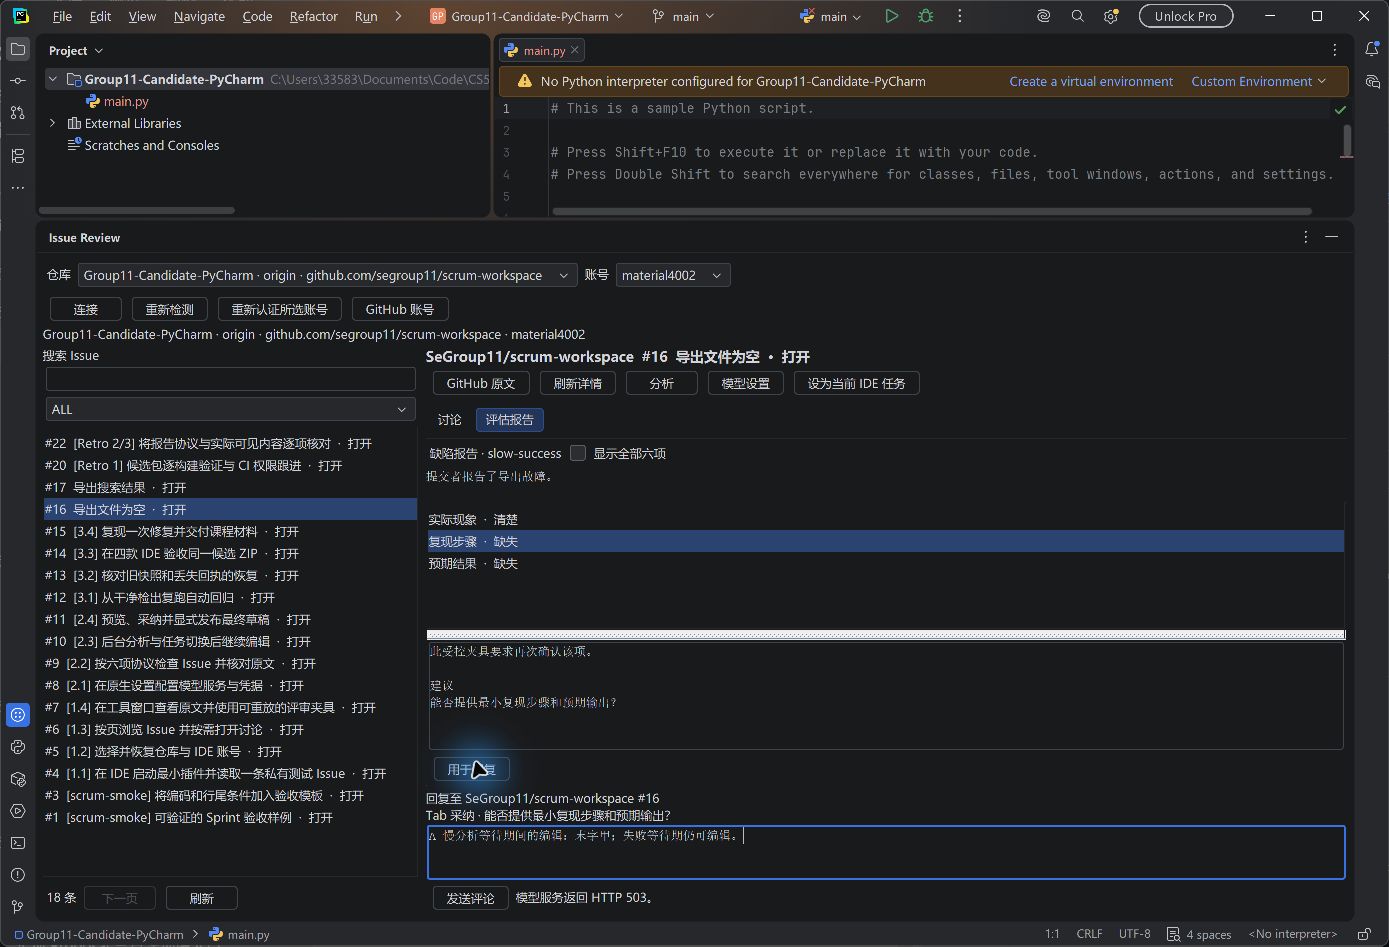 File Edit View Navigate Code Refactor Run
GP Group11-Candidate-PyCharm
main
main
Unlock Pro
Project
Group11-Candidate-PyCharm C:\Users\33583\Documents\Code\CS5
main.py
External Libraries
Scratches and Consoles
main.py
No Python interpreter configured for Group11-Candidate-PyCharm
Create a virtual environment
Custom Environment
1 # This is a sample Python script.
2
3 # Press Shift+F10 to execute it or replace it with your code.
4 # Press Double Shift to search everywhere for classes, files, tool windows, actions, and settings.
5
Issue Review
仓库 Group11-Candidate-PyCharm · origin · github.com/segroup11/scrum-workspace 账号 material4002
连接 重新检测 重新认证所选账号 GitHub 账号
Group11-Candidate-PyCharm · origin · github.com/segroup11/scrum-workspace · material4002
搜索 Issue
ALL
#22 [Retro 2/3] 将报告协议与实际可见内容逐项核对 · 打开
#20 [Retro 1] 候选包逐构建验证与 CI 权限跟进 · 打开
#17 导出搜索结果 · 打开
#16 导出文件为空 · 打开
#15 [3.4] 复现一次修复并交付课程材料 · 打开
#14 [3.3] 在四款 IDE 验收同一候选 ZIP · 打开
#13 [3.2] 核对旧快照和丢失回执的恢复 · 打开
#12 [3.1] 从干净检出复跑自动回归 · 打开
#11 [2.4] 预览、采纳并显式发布最终草稿 · 打开
#10 [2.3] 后台分析与任务切换后继续编辑 · 打开
#9 [2.2] 按六项协议检查 Issue 并核对原文 · 打开
#8 [2.1] 在原生设置配置模型服务与凭据 · 打开
#7 [1.4] 在工具窗口查看原文并使用可重放的评审夹具 · 打开
#6 [1.3] 按页浏览 Issue 并按需打开讨论 · 打开
#5 [1.2] 选择并恢复仓库与 IDE 账号 · 打开
#4 [1.1] 在 IDE 启动最小插件并读取一条私有测试 Issue · 打开
#3 [scrum-smoke] 将编码和行尾条件加入验收模板 · 打开
#1 [scrum-smoke] 可验证的 Sprint 验收样例 · 打开
18 条 下一页 刷新
SeGroup11/scrum-workspace #16 导出文件为空 • 打开
GitHub 原文 刷新详情 分析 模型设置 设为当前 IDE 任务
讨论 评估报告
缺陷报告 · slow-success 显示全部六项
提交者报告了导出故障。
实际现象 · 清楚
复现步骤 · 缺失
预期结果 · 缺失
此受控夹具要求再次确认该项。
建议
能否提供最小复现步骤和预期输出?
用于 复
回复至 SeGroup11/scrum-workspace #16
Tab 采纳 · 能否提供最小复现步骤和预期输出?
A 慢分析等待期间的编辑; 末字甲; 失败等待期仍可编辑。
发送评论 模型服务返回 HTTP 503。
Group11-Candidate-PyCharm main.py
1:1 CRLF UTF-8 4 spaces <No interpreter>